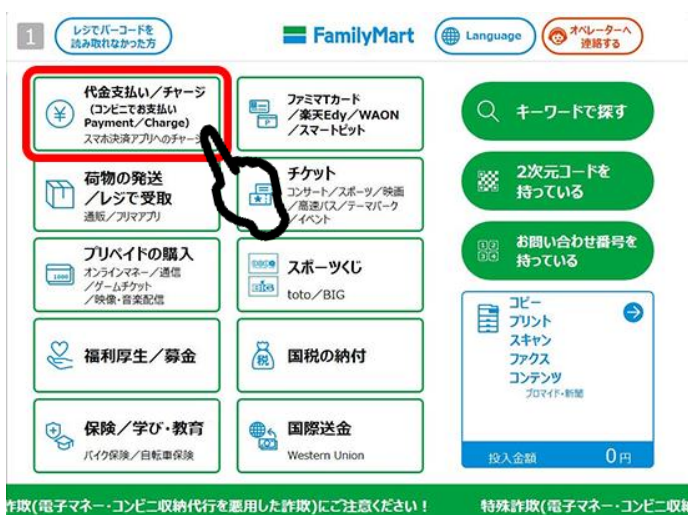 1
レジでバーコードを
読み取れなかった方
FamilyMart
Language
オペレーターへ
連絡する
代金支払い/チャージ
(コンビニでお支払い
Payment/Charge)
スマホ決済アプリへのチャージ
ファミマTカード
/楽天Edy/WAON
/スマートピット
キーワードで探す
荷物の発送
/レジで受取
通販/フリマアプリ
チケット
コンサート/スポーツ/映画
/高速バス/テーマパーク
/イベント
2次元コードを
持っている
プリペイドの購入
オンラインマネー/通信
/ゲームチケット
/映像・音楽配信
スポーツくじ
toto/BIG
お問い合わせ番号を
持っている
福利厚生/募金
税
国税の納付
コピー
プリント
スキャン
ファクス
コンテンツ
ブロマイド・新聞
保険/学び・教育
バイク保険/自転車保険
国際送金
Western Union
投入金額 0円
詐欺(電子マネー・コンビニ収納代行を悪用した詐欺)にご注意ください! 特殊詐欺(電子マネー・コンビニ収納